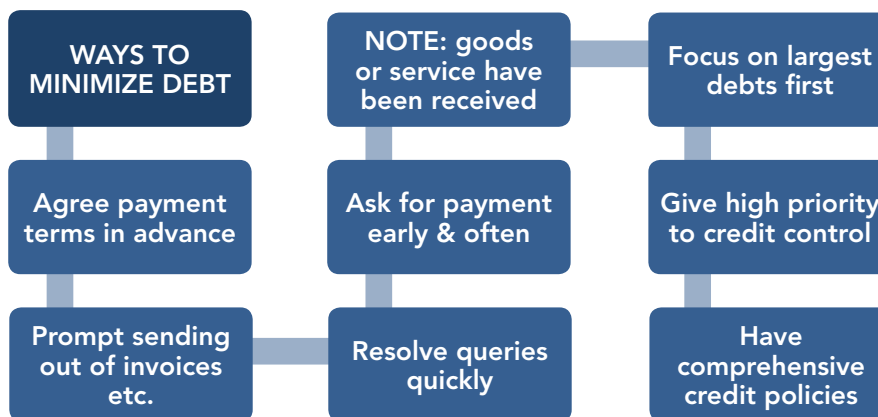 WAYS TO
MINIMIZE DEBT
Agree payment
terms in advance
Prompt sending
out of invoices
etc.
Resolve queries
quickly
Ask for payment
early & often
NOTE: goods
or service have
been received
Focus on largest
debts first
Give high priority
to credit control
Have
comprehensive
credit policies